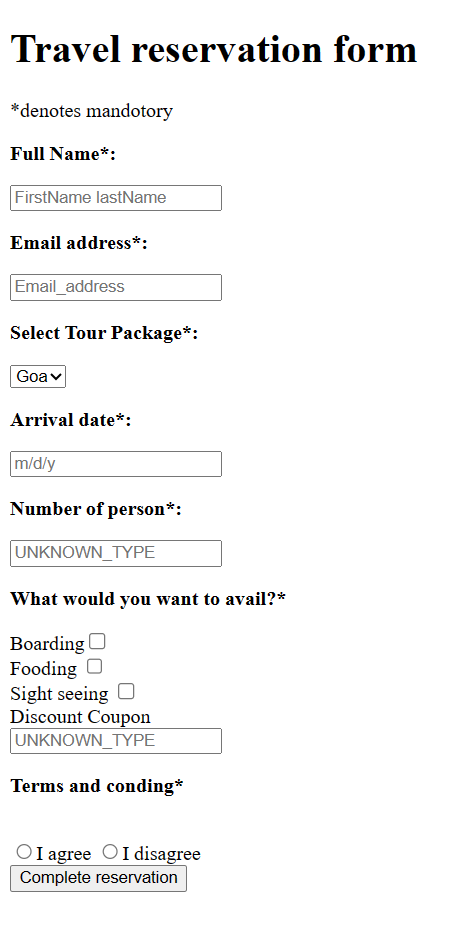 Travel reservation form
*denotes mandotory
Full Name*:
FirstName lastName
Email address*:
Email_address
Select Tour Package*:
Goa
Arrival date*:
m/d/y
Number of person*:
UNKNOWN_TYPE
What would you want to avail?*
Boarding
Fooding
Sight seeing
Discount Coupon
UNKNOWN_TYPE
Terms and conding*
I agree I disagree
Complete reservation